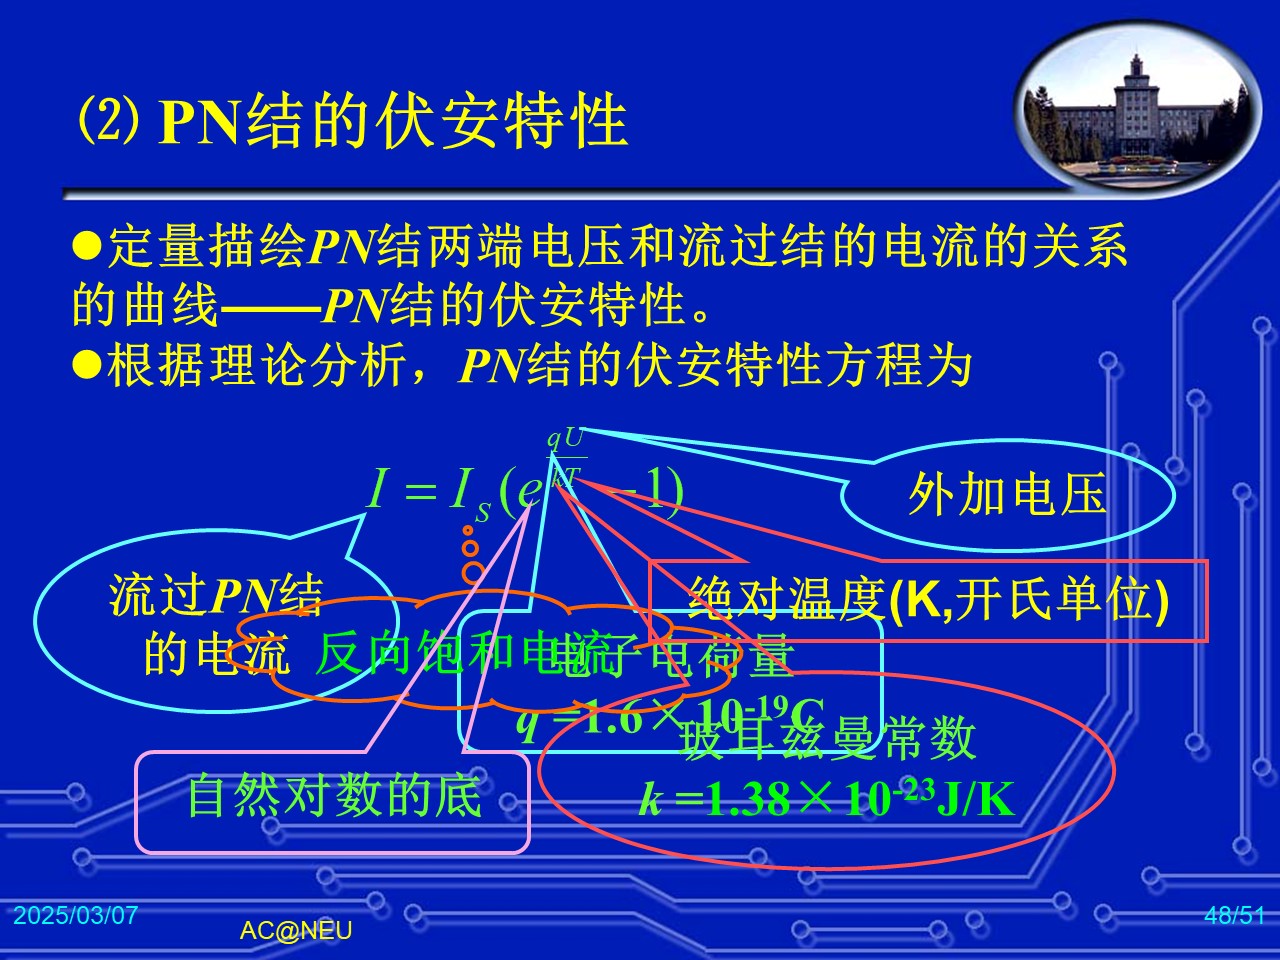 ⑵ PN结的伏安特性
●定量描绘PN结两端电压和流过结的电流的关系
的曲线——PN结的伏安特性。
●根据理论分析，PN结的伏安特性方程为
I = I_S (e^{qU/kT} - 1)
外加电压
流过PN结
的电流
绝对温度(K,开氏单位)
反向饱和电流
电子电荷量
q =1.6×10-19C
玻耳兹曼常数
k =1.38×10-23J/K
自然对数的底
2025/03/07
AC@NEU
48/51